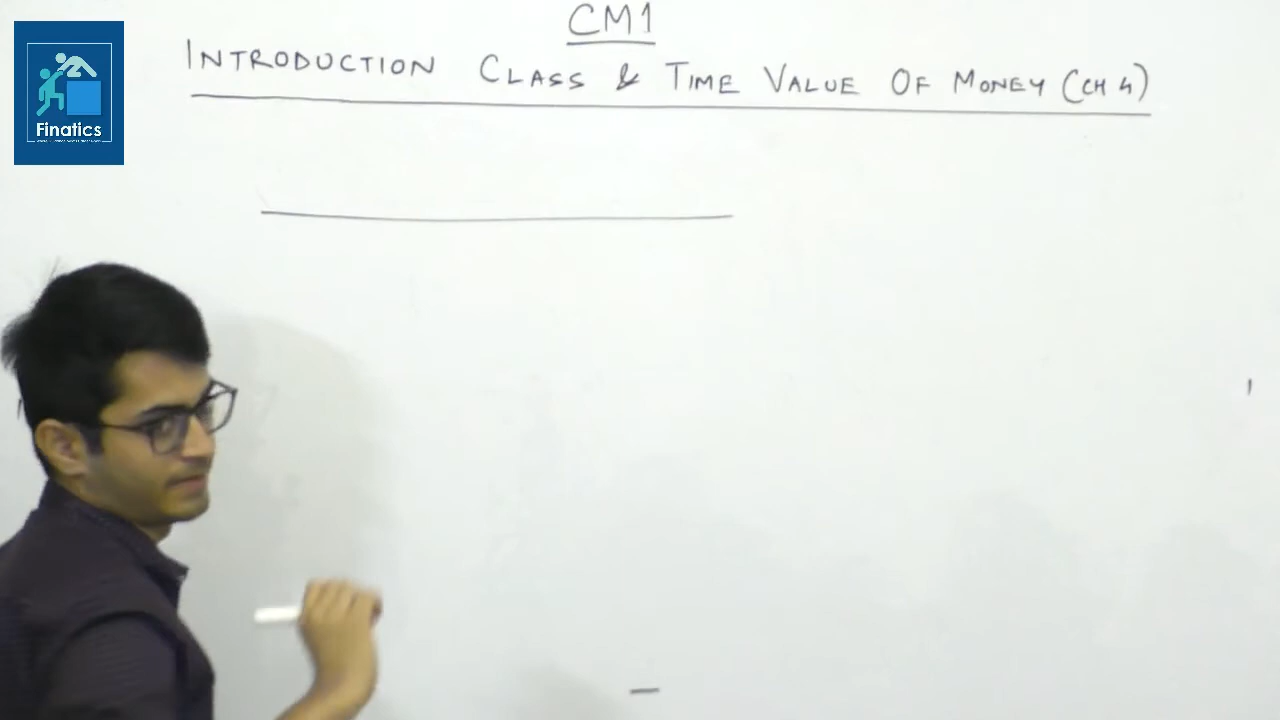 CM1
INTRODUCTION CLASS & TIME VALUE OF MONEY (CH 4)
Finatics